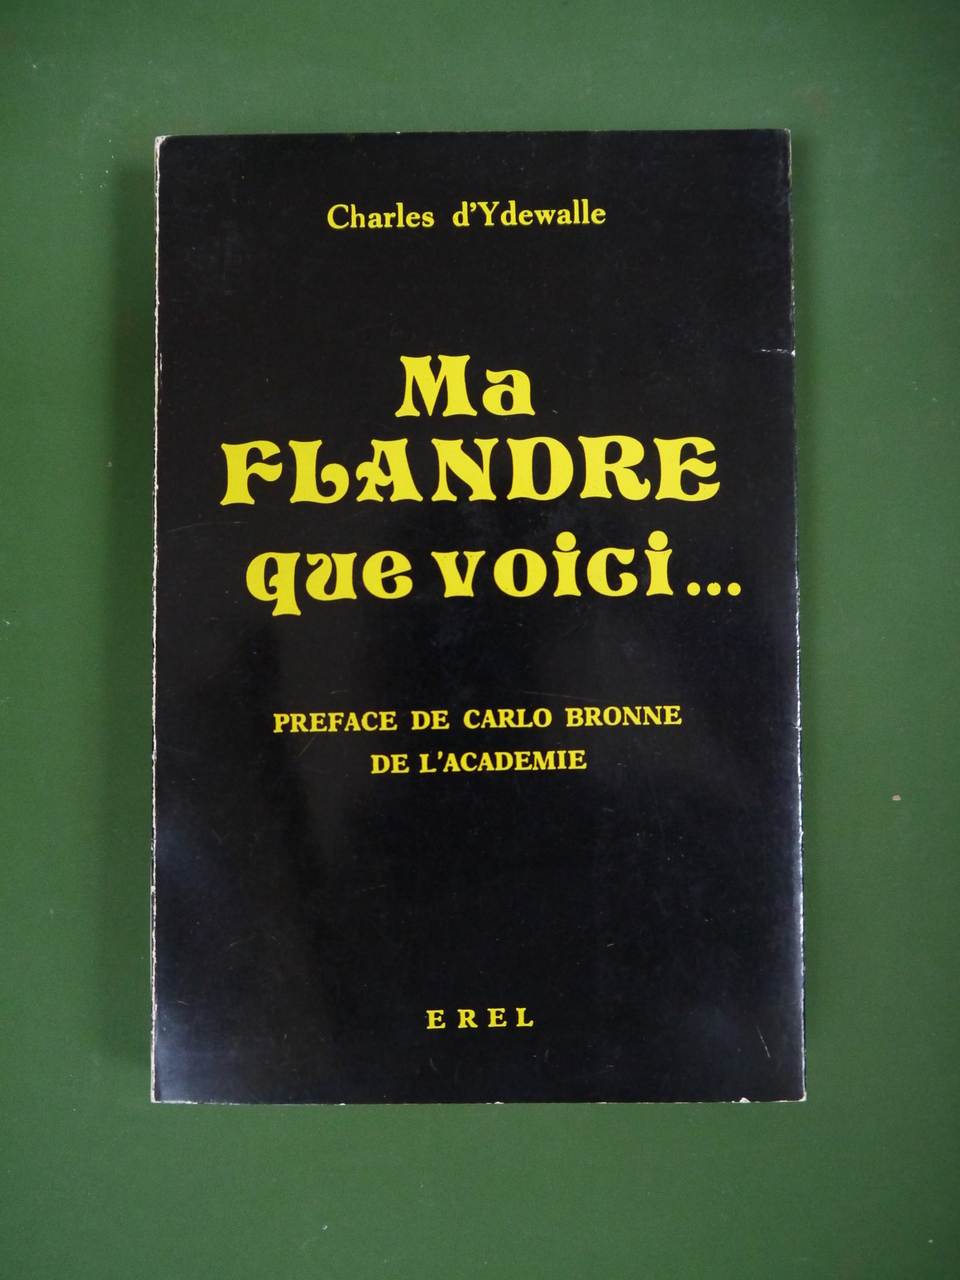 Charles d'Ydewalle
Ma
FLANDRE
que voici...
PREFACE DE CARLO BRONNE
DE L'ACADEMIE
EREL